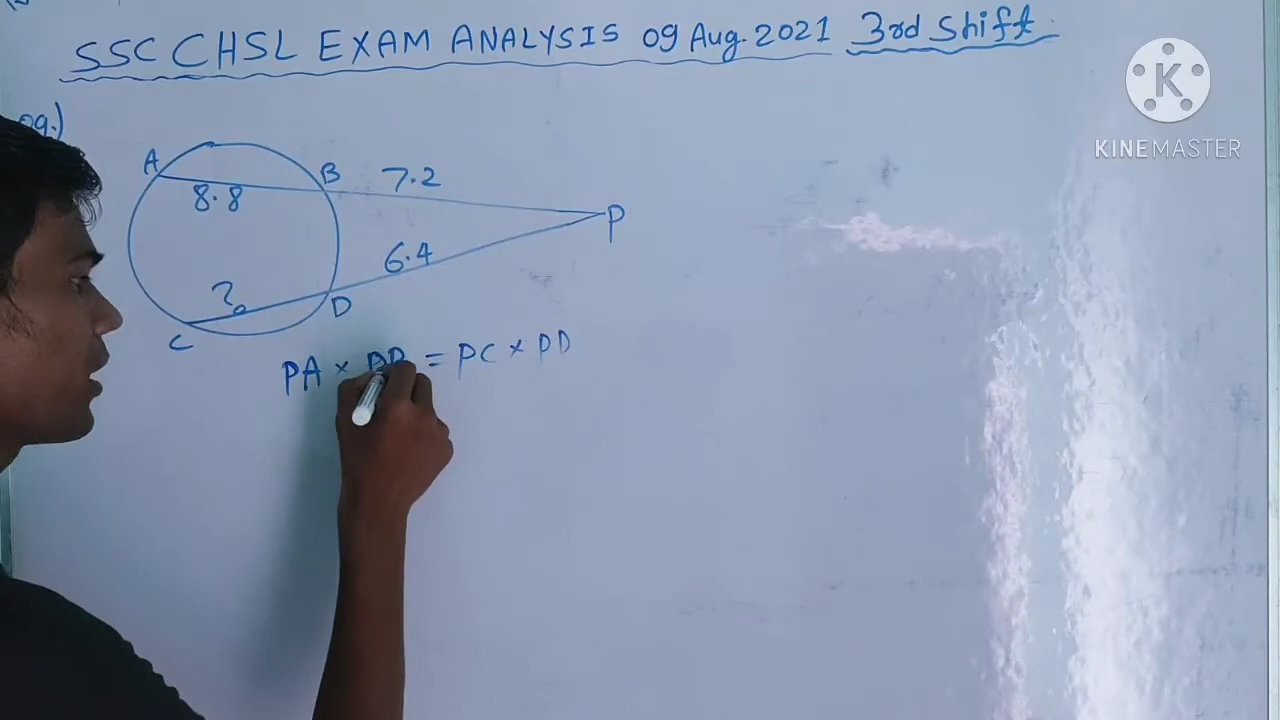 SSC CHSL EXAM ANALYSIS 09 Aug. 2021 3rd Shift
09.)
K
KINEMASTER
A
B
7.2
8.8
P
6.4
?
D
C
PA × PB = PC × PD